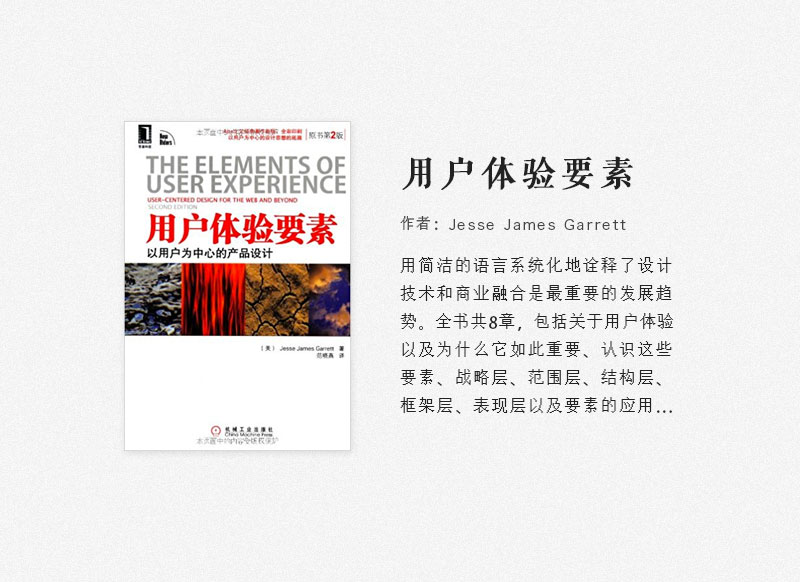 原书第2版
THE ELEMENTS OF
USER EXPERIENCE
USER-CENTERED DESIGN FOR THE WEB AND BEYOND
SECOND EDITION
用户体验要素
以用户为中心的产品设计
（美） Jesse James Garrett 著
范晓燕 译
机械工业出版社
China Machine Press
用户体验要素
作者：Jesse James Garrett
用简洁的语言系统化地诠释了设计
技术和商业融合是最重要的发展趋
势。全书共8章，包括关于用户体验
以及为什么它如此重要、认识这些
要素、战略层、范围层、结构层、
框架层、表现层以及要素的应用...